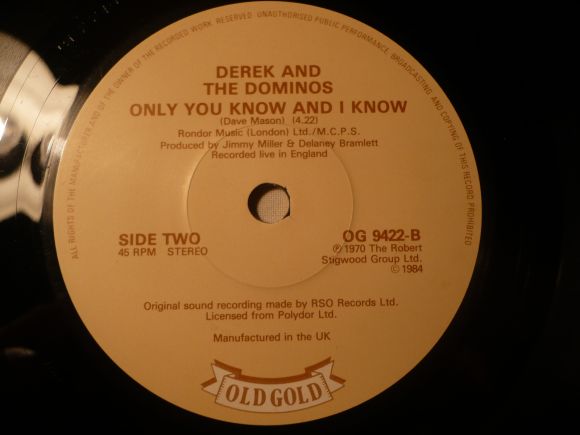 ALL RIGHTS OF THE MANUFACTURER AND OF THE OWNER OF THE RECORDED WORK RESERVED. UNAUTHORISED PUBLIC PERFORMANCE, BROADCASTING AND COPYING OF THIS RECORD PROHIBITED
DEREK AND
THE DOMINOS
ONLY YOU KNOW AND I KNOW
(Dave Mason) (4.22)
Rondor Music (London) Ltd./M.C.P.S.
Produced by Jimmy Miller & Delaney Bramlett
Recorded live in England
SIDE TWO
45 RPM STEREO
OG 9422-B
℗1970 The Robert
Stigwood Group Ltd.
©1984
Original sound recording made by RSO Records Ltd.
Licensed from Polydor Ltd.
Manufactured in the UK
OLD GOLD